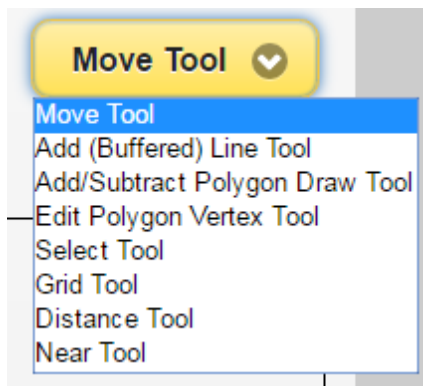 Move Tool
Move Tool
Add (Buffered) Line Tool
Add/Subtract Polygon Draw Tool
Edit Polygon Vertex Tool
Select Tool
Grid Tool
Distance Tool
Near Tool